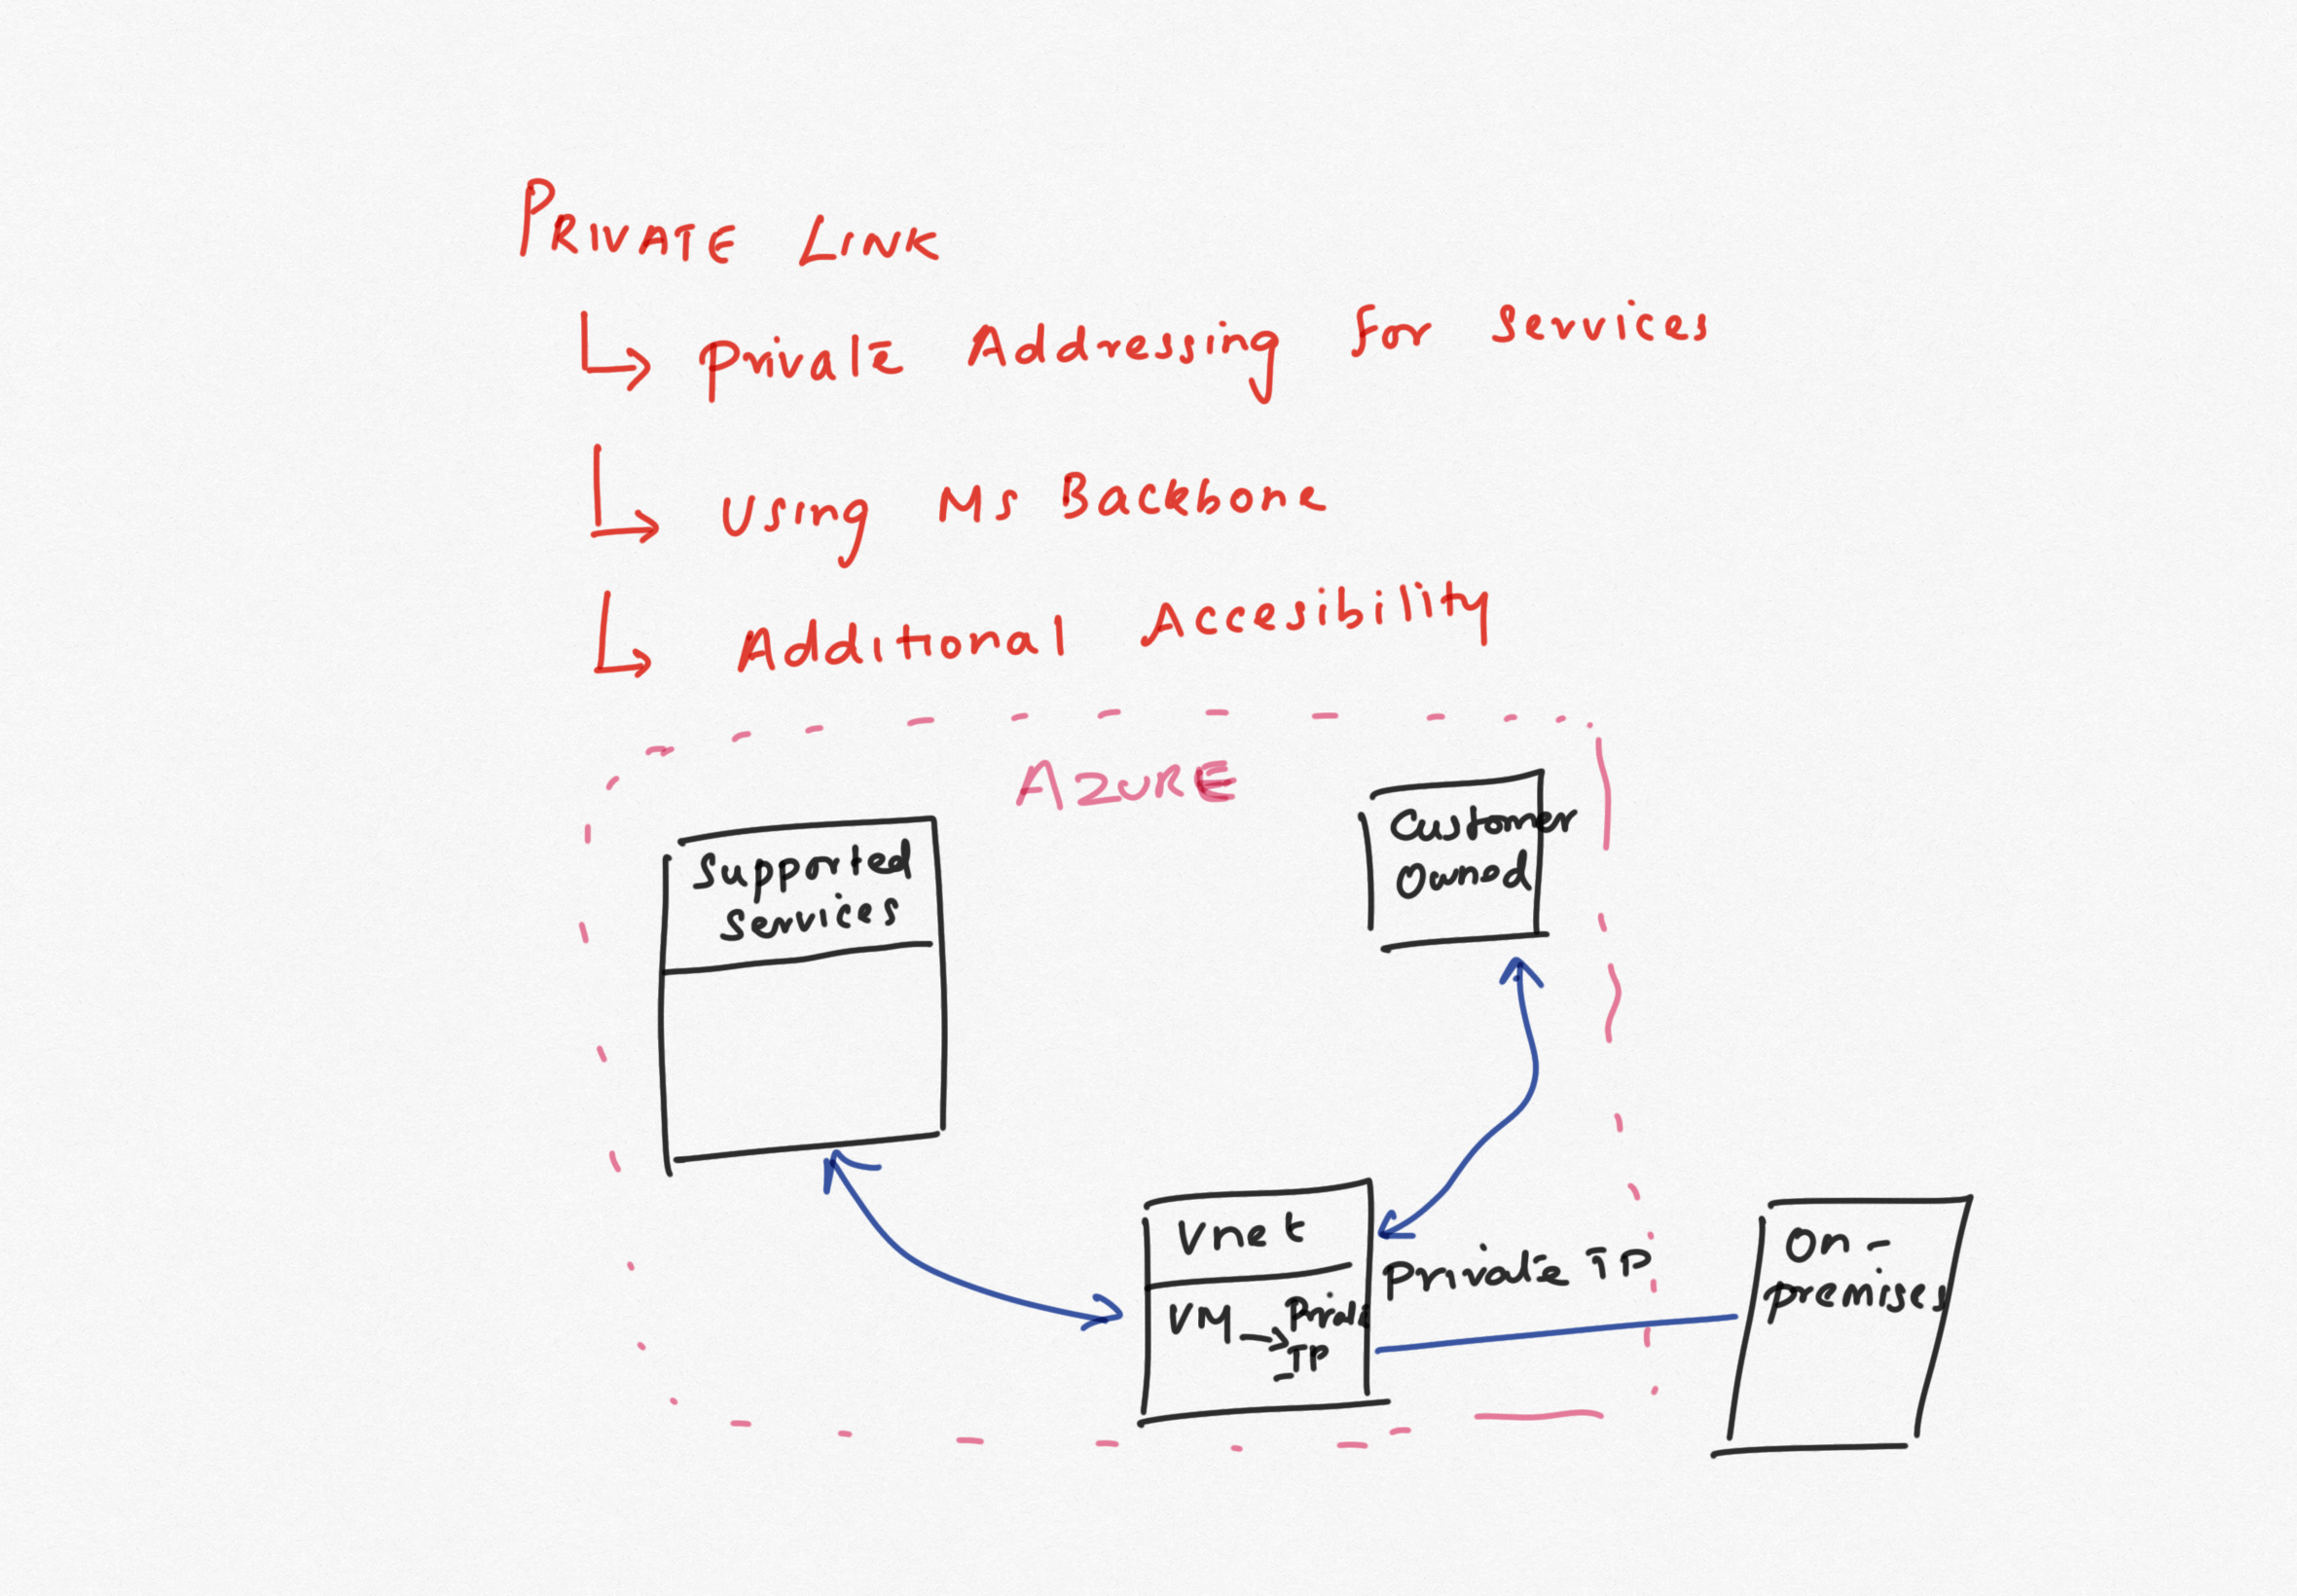 PRIVATE LINK
Private Addressing for services
Using Ms Backbone
Additional Accesibility
AZURE
Supported
Services
Customer
Owned
Vnet
VM → Private
IP
Private IP
On-
premises